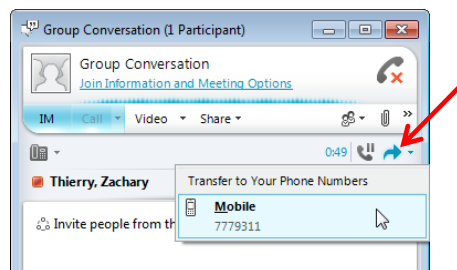 Group Conversation (1 Participant)
Group Conversation
Join Information and Meeting Options
IM Call Video Share
0:49
Thierry, Zachary
Transfer to Your Phone Numbers
Mobile
7779311
Invite people from th